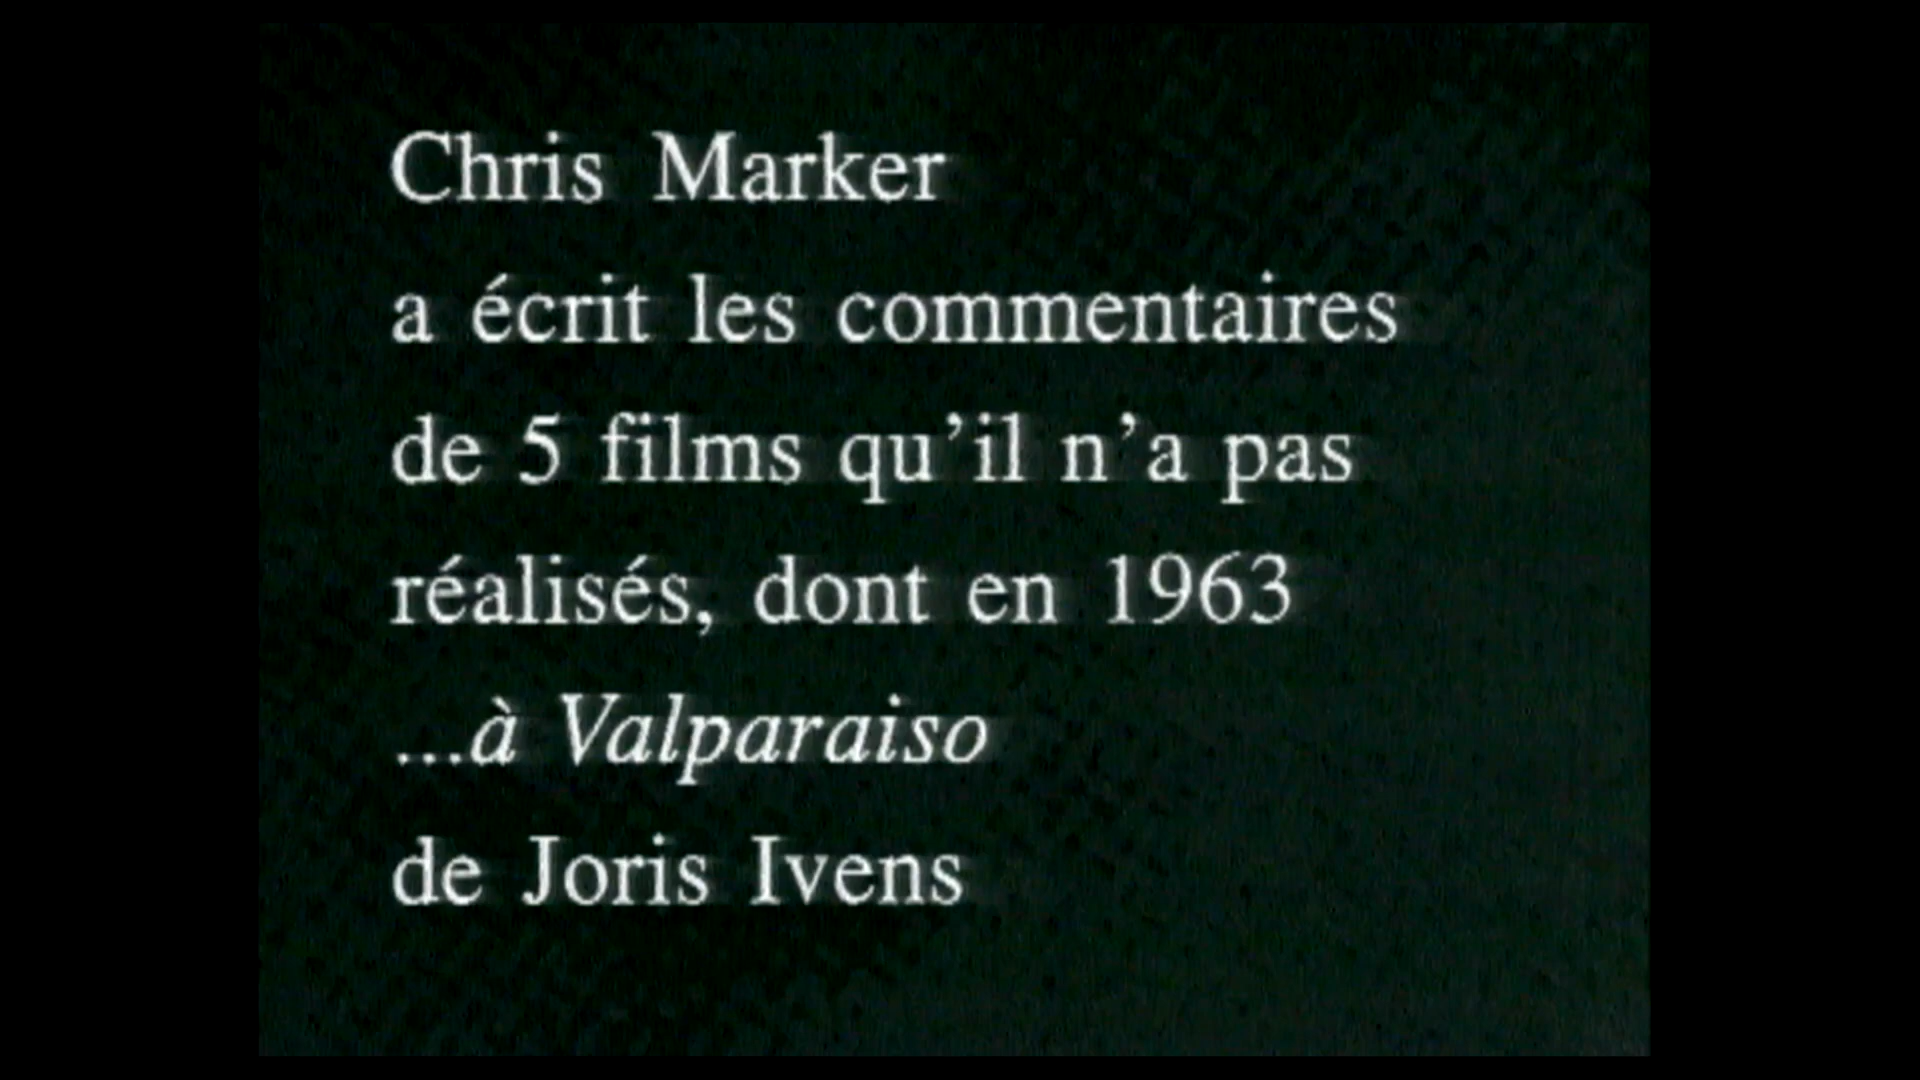 Chris Marker
a écrit les commentaires
de 5 films qu’il n’a pas
réalisés, dont en 1963
...à Valparaiso
de Joris Ivens